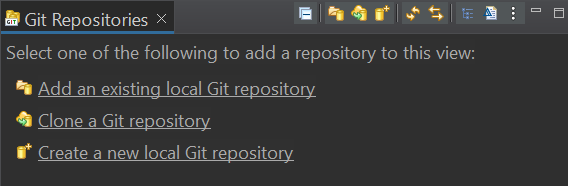 Git Repositories
Select one of the following to add a repository to this view:
Add an existing local Git repository
Clone a Git repository
Create a new local Git repository